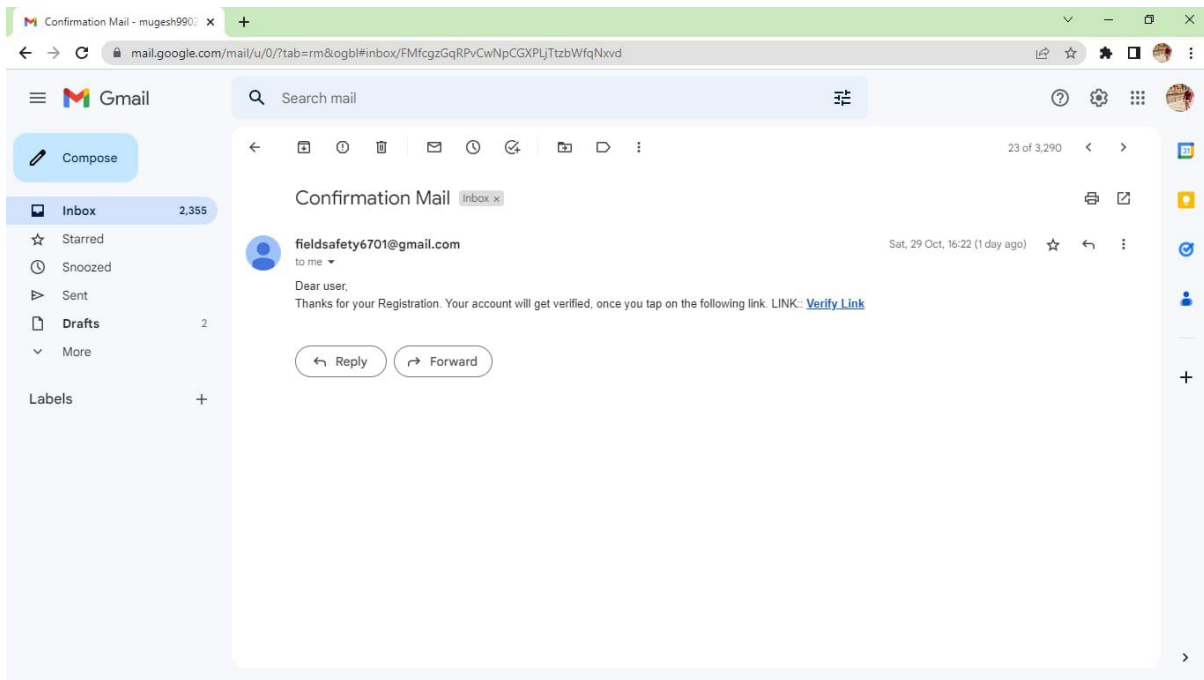 Confirmation Mail - mugesh9902
mail.google.com/mail/u/0/?tab=rm&ogbl#inbox/FMfcgzGqRPvCwNpCGXPLjTtzbWfqNxvd
Gmail
Search mail
Compose
23 of 3,290
31
Confirmation Mail Inbox x
Inbox 2,355
Starred
fieldsafety6701@gmail.com
Sat, 29 Oct, 16:22 (1 day ago)
to me
Snoozed
Dear user,
Sent
Thanks for your Registration. Your account will get verified, once you tap on the following link. LINK:: Verify Link
Drafts 2
More
Reply
Forward
Labels